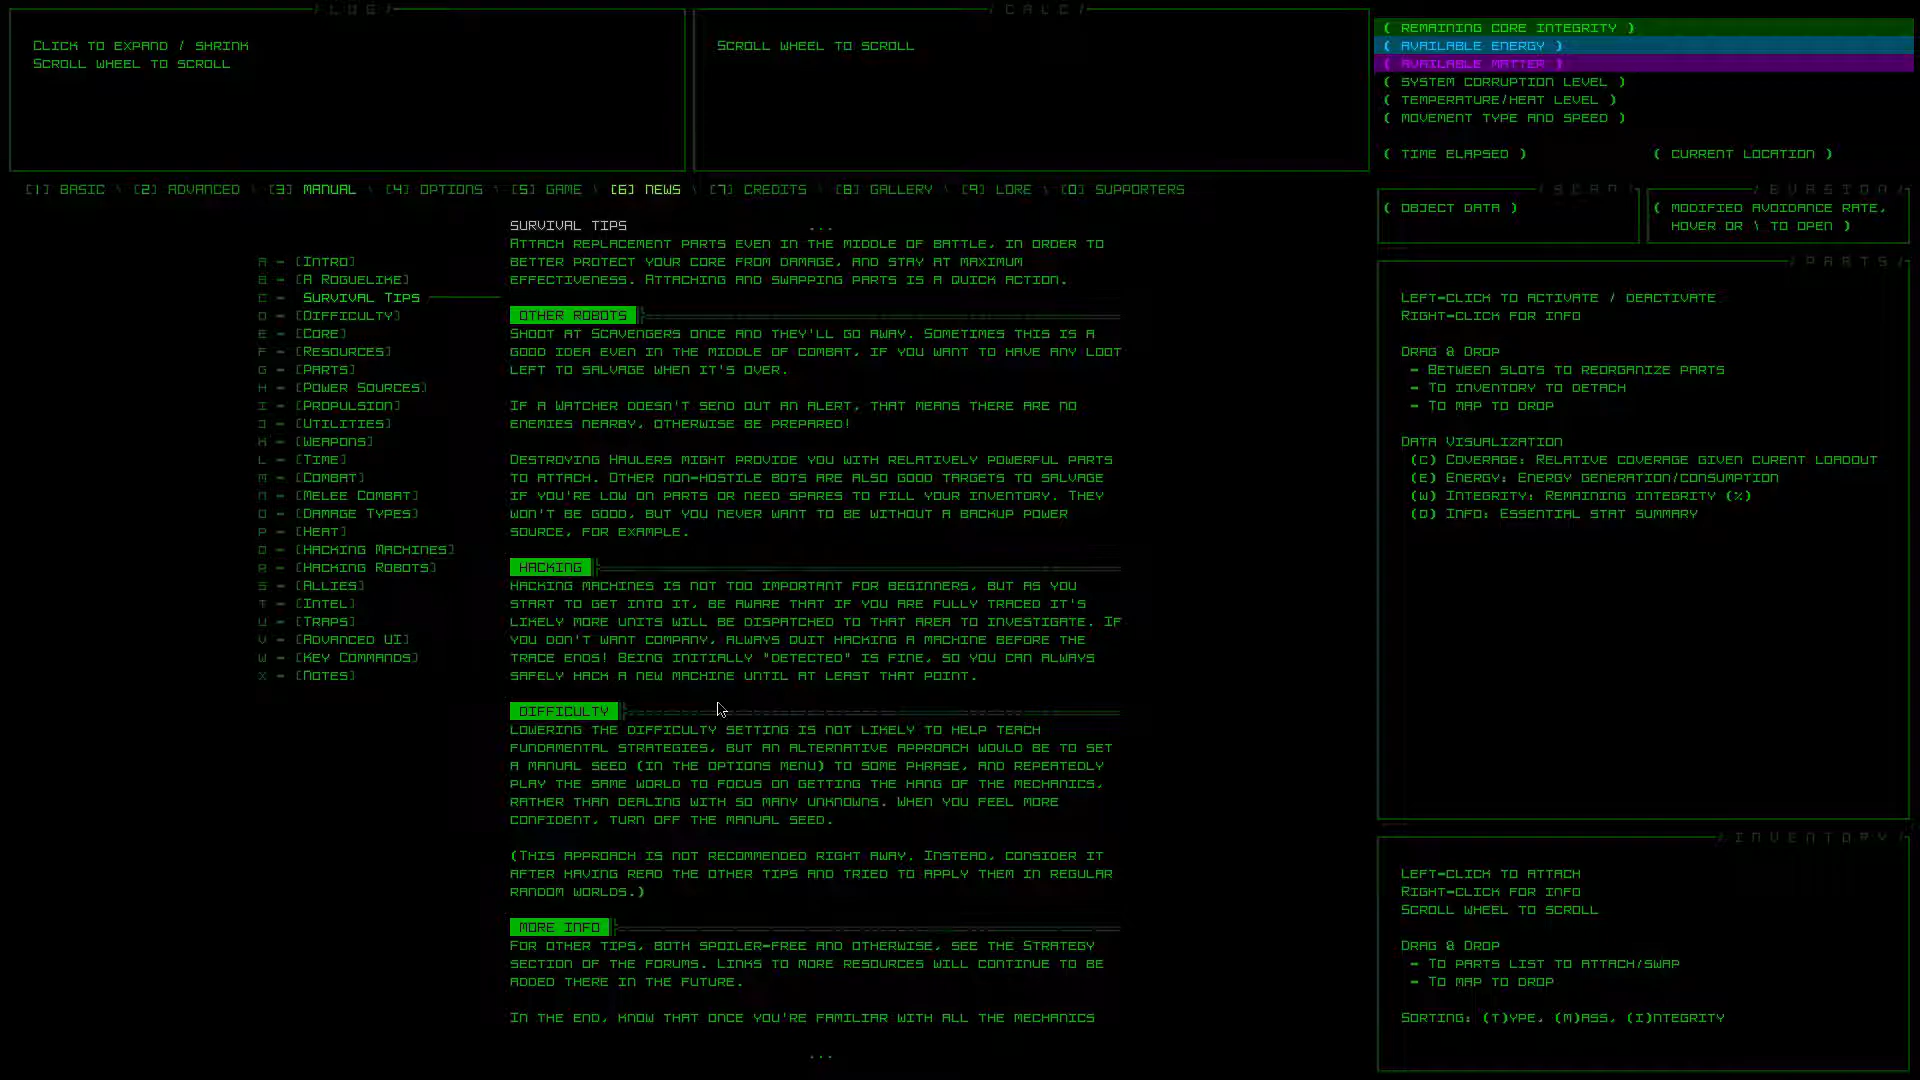 / L O G /
Click to expand / shrink
Scroll wheel to scroll
/ C A L C /
Scroll wheel to scroll
( Remaining Core Integrity )
( Available Energy )
( Available Matter )
( System Corruption Level )
( Temperature/Heat Level )
( Movement Type and Speed )
( Time Elapsed ) ( Current Location )
[1] BASIC \ [2] ADVANCED \ [3] MANUAL \ [4] OPTIONS \ [5] GAME \ [6] NEWS \ [7] CREDITS \ [8] GALLERY \ [9] LORE \ [0] SUPPORTERS
/ S C A N /
( Object Data )
/ E V A S I O N /
( Modified avoidance rate,
hover or \ to open )
A - [Intro]
B - [A Roguelike]
C - Survival Tips
D - [Difficulty]
E - [Core]
F - [Resources]
G - [Parts]
H - [Power Sources]
I - [Propulsion]
J - [Utilities]
K - [Weapons]
L - [Time]
M - [Combat]
N - [Melee Combat]
O - [Damage Types]
P - [Heat]
Q - [Hacking Machines]
R - [Hacking Robots]
S - [Allies]
T - [Intel]
U - [Traps]
V - [Advanced UI]
W - [Key Commands]
X - [Notes]
SURVIVAL TIPS ...
Attach replacement parts even in the middle of battle, in order to
better protect your core from damage, and stay at maximum
effectiveness. Attaching and swapping parts is a quick action.
OTHER ROBOTS
Shoot at Scavengers once and they'll go away. Sometimes this is a
good idea even in the middle of combat, if you want to have any loot
left to salvage when it's over.
If a Watcher doesn't send out an alert, that means there are no
enemies nearby, otherwise be prepared!
Destroying Haulers might provide you with relatively powerful parts
to attach. Other non-hostile bots are also good targets to salvage
if you're low on parts or need spares to fill your inventory. They
won't be good, but you never want to be without a backup power
source, for example.
HACKING
Hacking machines is not too important for beginners, but as you
start to get into it, be aware that if you are fully traced it's
likely more units will be dispatched to that area to investigate. If
you don't want company, always quit hacking a machine before the
trace ends! Being initially "detected" is fine, so you can always
safely hack a new machine until at least that point.
DIFFICULTY
Lowering the difficulty setting is not likely to help teach
fundamental strategies, but an alternative approach would be to set
a manual seed (in the options menu) to some phrase, and repeatedly
play the same world to focus on getting the hang of the mechanics,
rather than dealing with so many unknowns. When you feel more
confident, turn off the manual seed.
(This approach is not recommended right away. Instead, consider it
after having read the other tips and tried to apply them in regular
random worlds.)
MORE INFO
For other tips, both spoiler-free and otherwise, see the Strategy
section of the forums. Links to more resources will continue to be
added there in the future.
In the end, know that once you're familiar with all the mechanics
...
/ P A R T S /
Left-click to activate / deactivate
Right-click for info
Drag & Drop
- Between slots to reorganize parts
- To inventory to detach
- To map to drop
Data Visualization
(C) Coverage: Relative coverage given curent loadout
(E) Energy: Energy generation/consumption
(W) Integrity: Remaining integrity (%)
(Q) Info: Essential stat summary
/ I N V E N T O R Y /
Left-click to attach
Right-click for info
Scroll wheel to scroll
Drag & Drop
- To parts list to attach/swap
- To map to drop
Sorting: (T)ype, (M)ass, (I)ntegrity